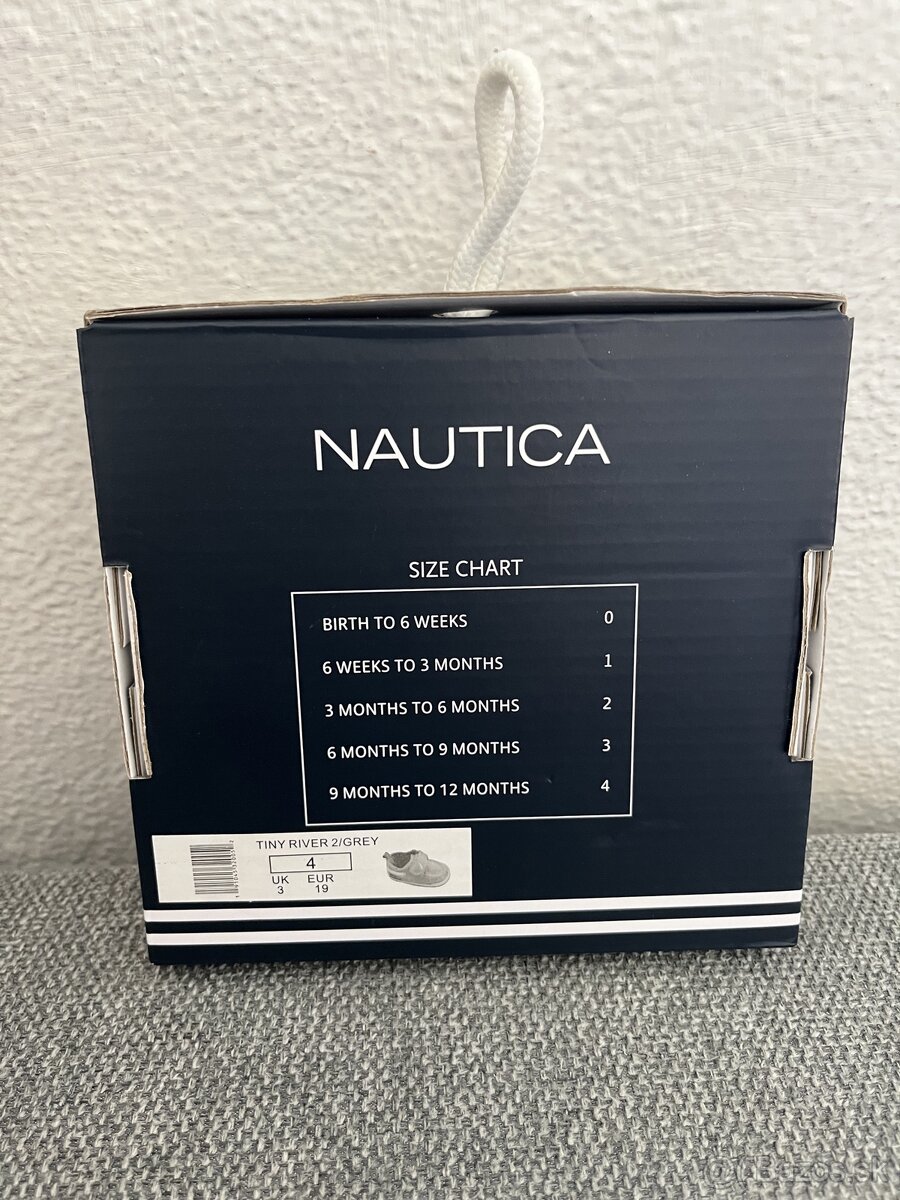 NAUTICA
SIZE CHART
BIRTH TO 6 WEEKS 0
6 WEEKS TO 3 MONTHS 1
3 MONTHS TO 6 MONTHS 2
6 MONTHS TO 9 MONTHS 3
9 MONTHS TO 12 MONTHS 4
TINY RIVER 2/GREY
4
UK EUR
3 19